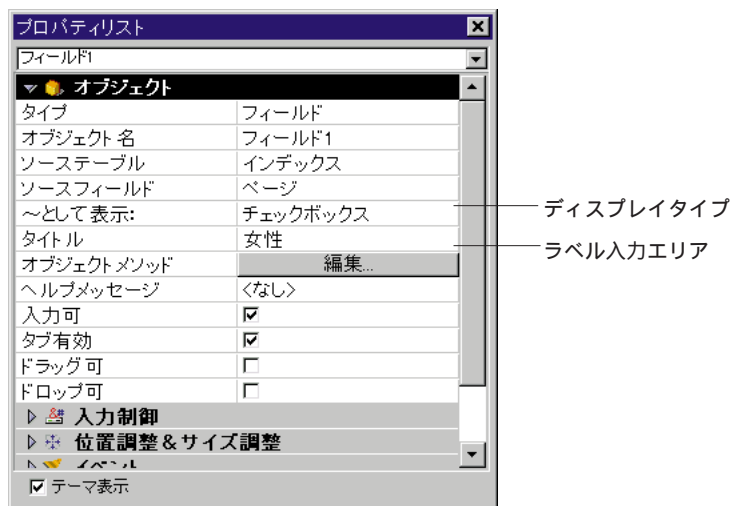 プロパティリスト
フィールド1
オブジェクト
タイプ フィールド
オブジェクト名 フィールド1
ソーステーブル インデックス
ソースフィールド ページ
～として表示: チェックボックス
ディスプレイタイプ
タイトル 女性
ラベル入力エリア
オブジェクトメソッド 編集...
ヘルプメッセージ <なし>
入力可
タブ有効
ドラッグ可
ドロップ可
入力制御
位置調整&サイズ調整
イベント
テーマ表示